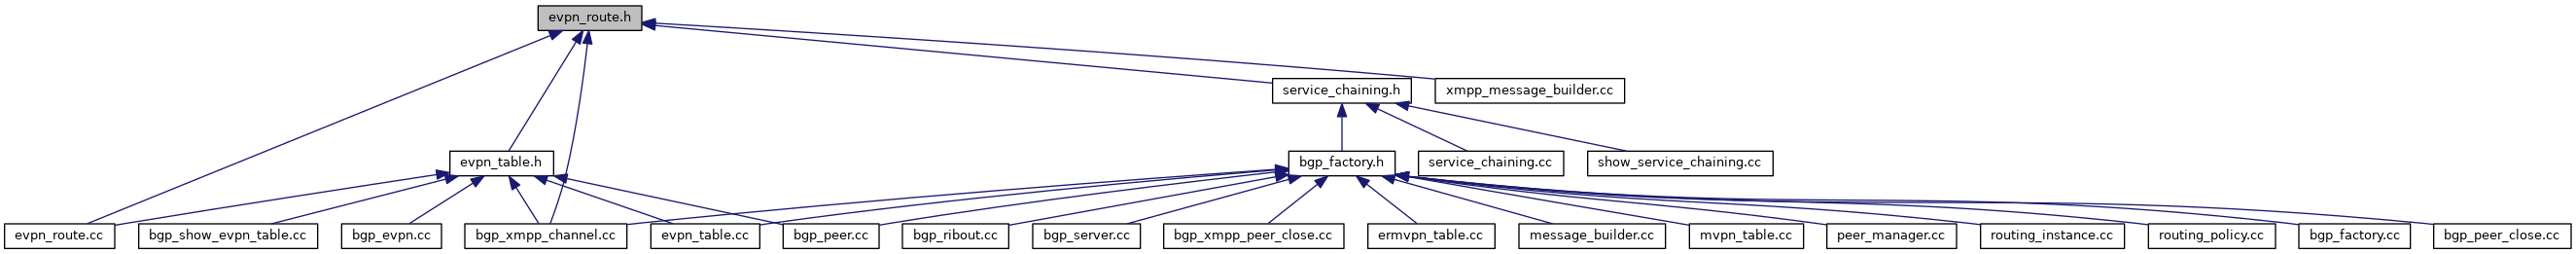 evpn_route.h
service_chaining.h
xmpp_message_builder.cc
evpn_table.h
bgp_factory.h
service_chaining.cc
show_service_chaining.cc
evpn_route.cc
bgp_show_evpn_table.cc
bgp_evpn.cc
bgp_xmpp_channel.cc
evpn_table.cc
bgp_peer.cc
bgp_ribout.cc
bgp_server.cc
bgp_xmpp_peer_close.cc
ermvpn_table.cc
message_builder.cc
mvpn_table.cc
peer_manager.cc
routing_instance.cc
routing_policy.cc
bgp_factory.cc
bgp_peer_close.cc